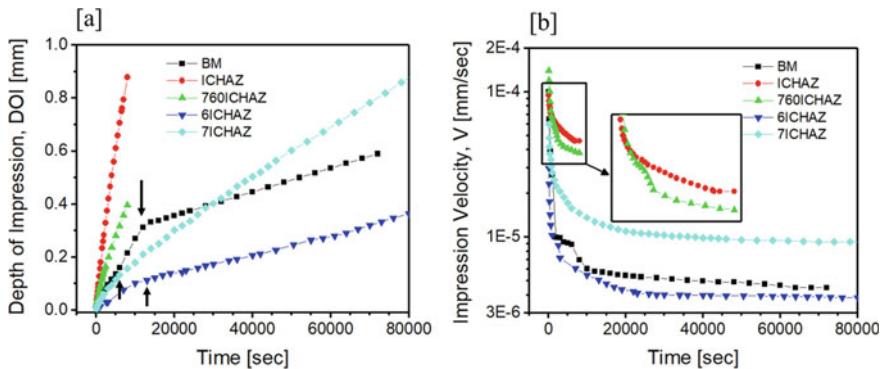 [a]
Depth of Impression, DOI [mm]
1.0
0.8
0.6
0.4
0.2
0.0
BM
ICHAZ
760ICHAZ
6ICHAZ
7ICHAZ
0 20000 40000 60000 80000
Time [sec]
[b]
Impression Velocity, V [mm/sec]
2E-4
1E-4
1E-5
3E-6
BM
ICHAZ
760ICHAZ
6ICHAZ
7ICHAZ
0 20000 40000 60000 80000
Time [sec]